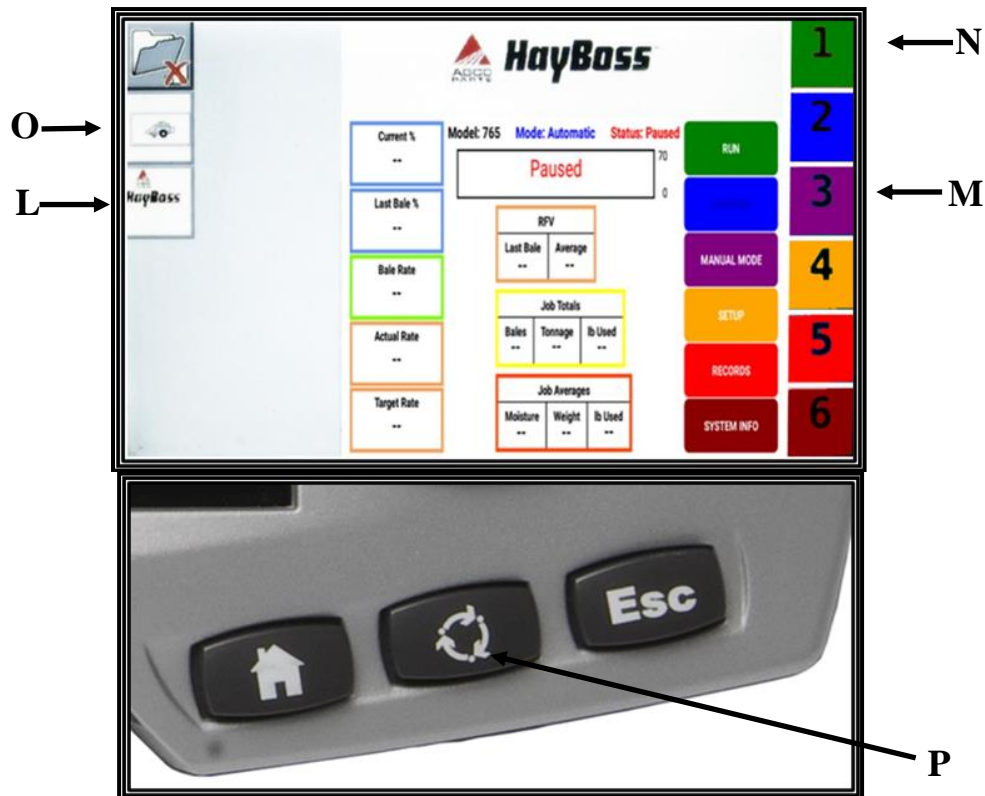 N
O
L
M
P
HayBoss
AGCO
PARTS
HayBoss
Model: 765 Mode: Automatic Status: Paused
Paused
70
0
Current %
--
Last Bale %
--
Bale Rate
--
Actual Rate
--
Target Rate
--
RFV
Last Bale Average
-- --
Job Totals
Bales Tonnage lb Used
-- -- --
Job Averages
Moisture Weight lb Used
-- -- --
RUN
MANUAL MODE
SETUP
RECORDS
SYSTEM INFO
1
2
3
4
5
6
Esc